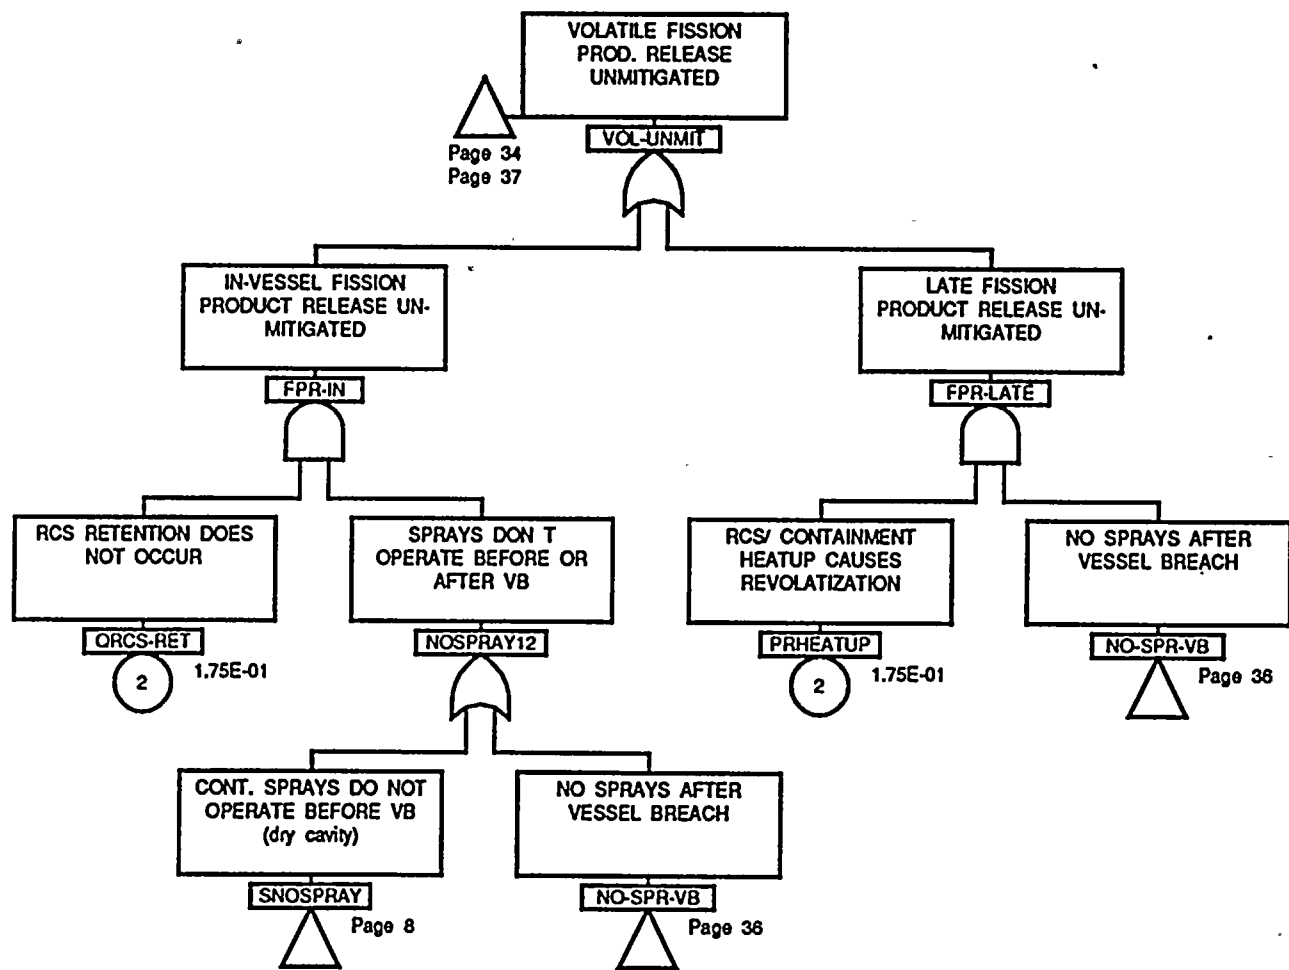 VOLATILE FISSION
PROD. RELEASE
UNMITIGATED
VOL-UNMIT
Page 34
Page 37
IN-VESSEL FISSION
PRODUCT RELEASE UN-
MITIGATED
FPR-IN
LATE FISSION
PRODUCT RELEASE UN-
MITIGATED
FPR-LATE
RCS RETENTION DOES
NOT OCCUR
QRCS-RET
2
1.75E-01
SPRAYS DON T
OPERATE BEFORE OR
AFTER VB
NOSPRAY12
RCS/ CONTAINMENT
HEATUP CAUSES
REVOLATIZATION
PRHEATUP
2
1.75E-01
NO SPRAYS AFTER
VESSEL BREACH
NO-SPR-VB
Page 36
CONT. SPRAYS DO NOT
OPERATE BEFORE VB
(dry cavity)
SNOSPRAY
Page 8
NO SPRAYS AFTER
VESSEL BREACH
NO-SPR-VB
Page 36